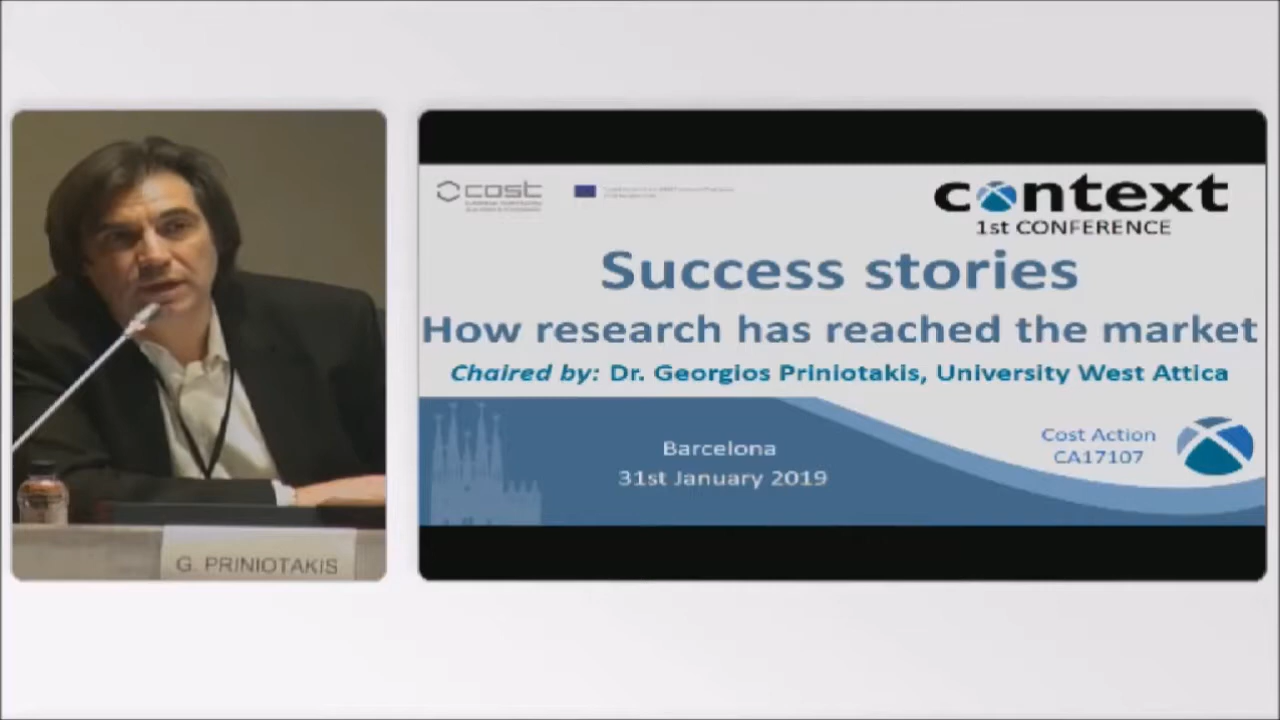 G. PRINIOTAKIS
cost
context
1st CONFERENCE
Success stories
How research has reached the market
Chaired by: Dr. Georgios Priniotakis, University West Attica
Barcelona
31st January 2019
Cost Action
CA17107